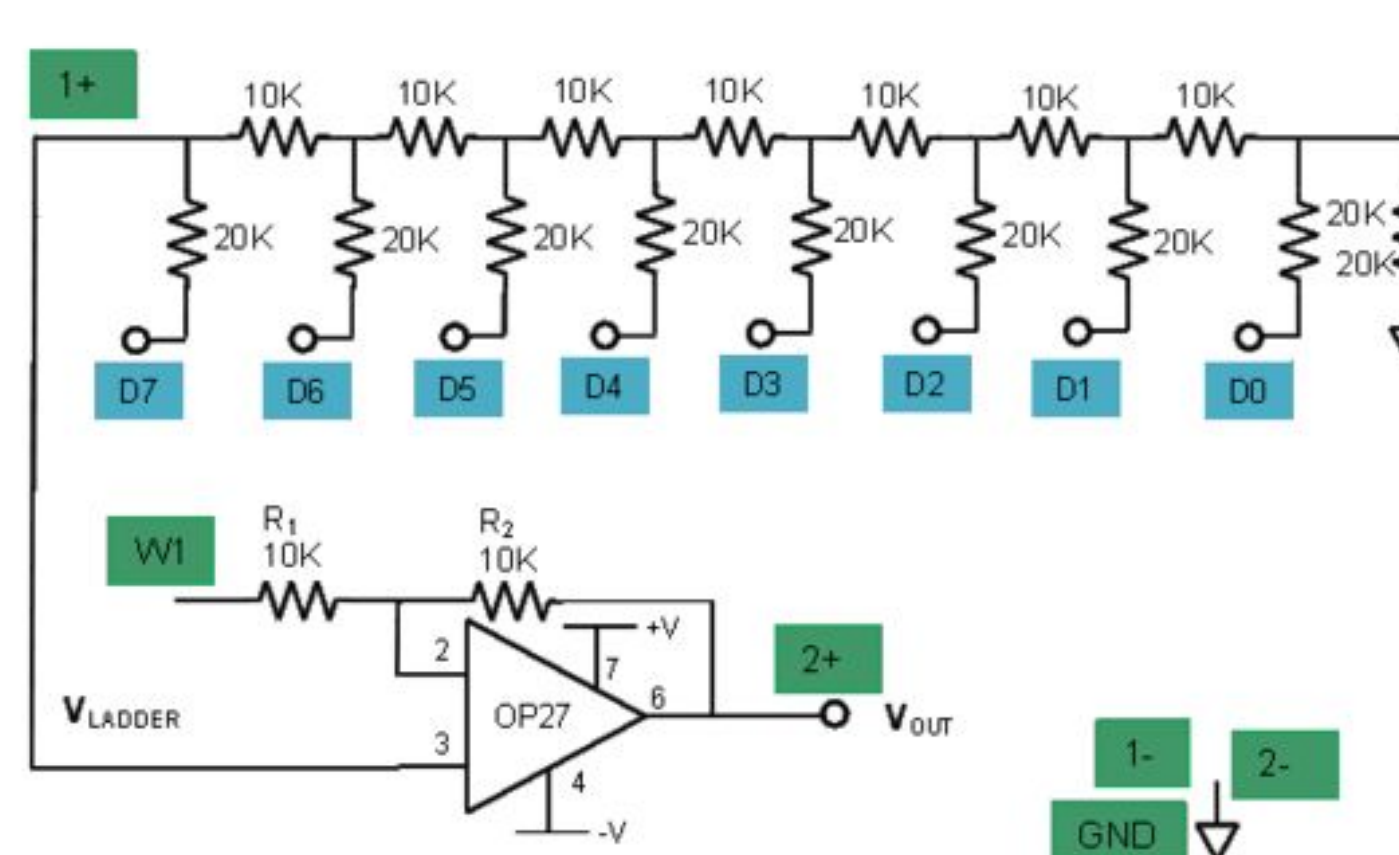 1+
10K 10K 10K 10K 10K 10K 10K
20K 20K 20K 20K 20K 20K 20K 20K
20K
D7 D6 D5 D4 D3 D2 D1 D0
R1 R2
W1 10K 10K
+V
2 7 2+
6
OP27
VLADDER VOUT
3 4
1- 2-
-V GND